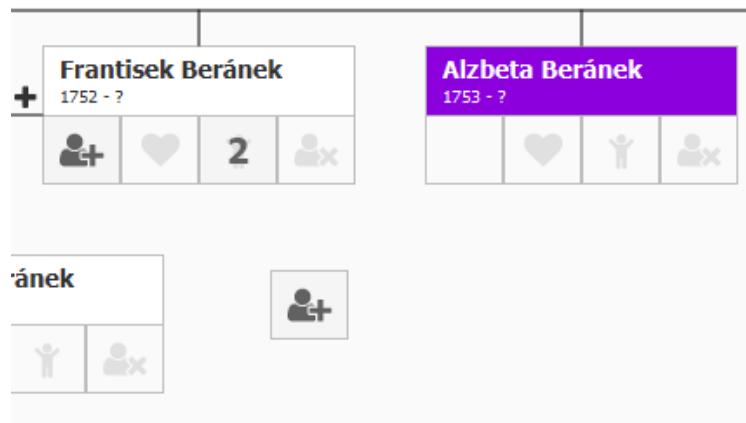 Frantisek Beránek
1752 - ?
2
Alzbeta Beránek
1753 - ?
ránek